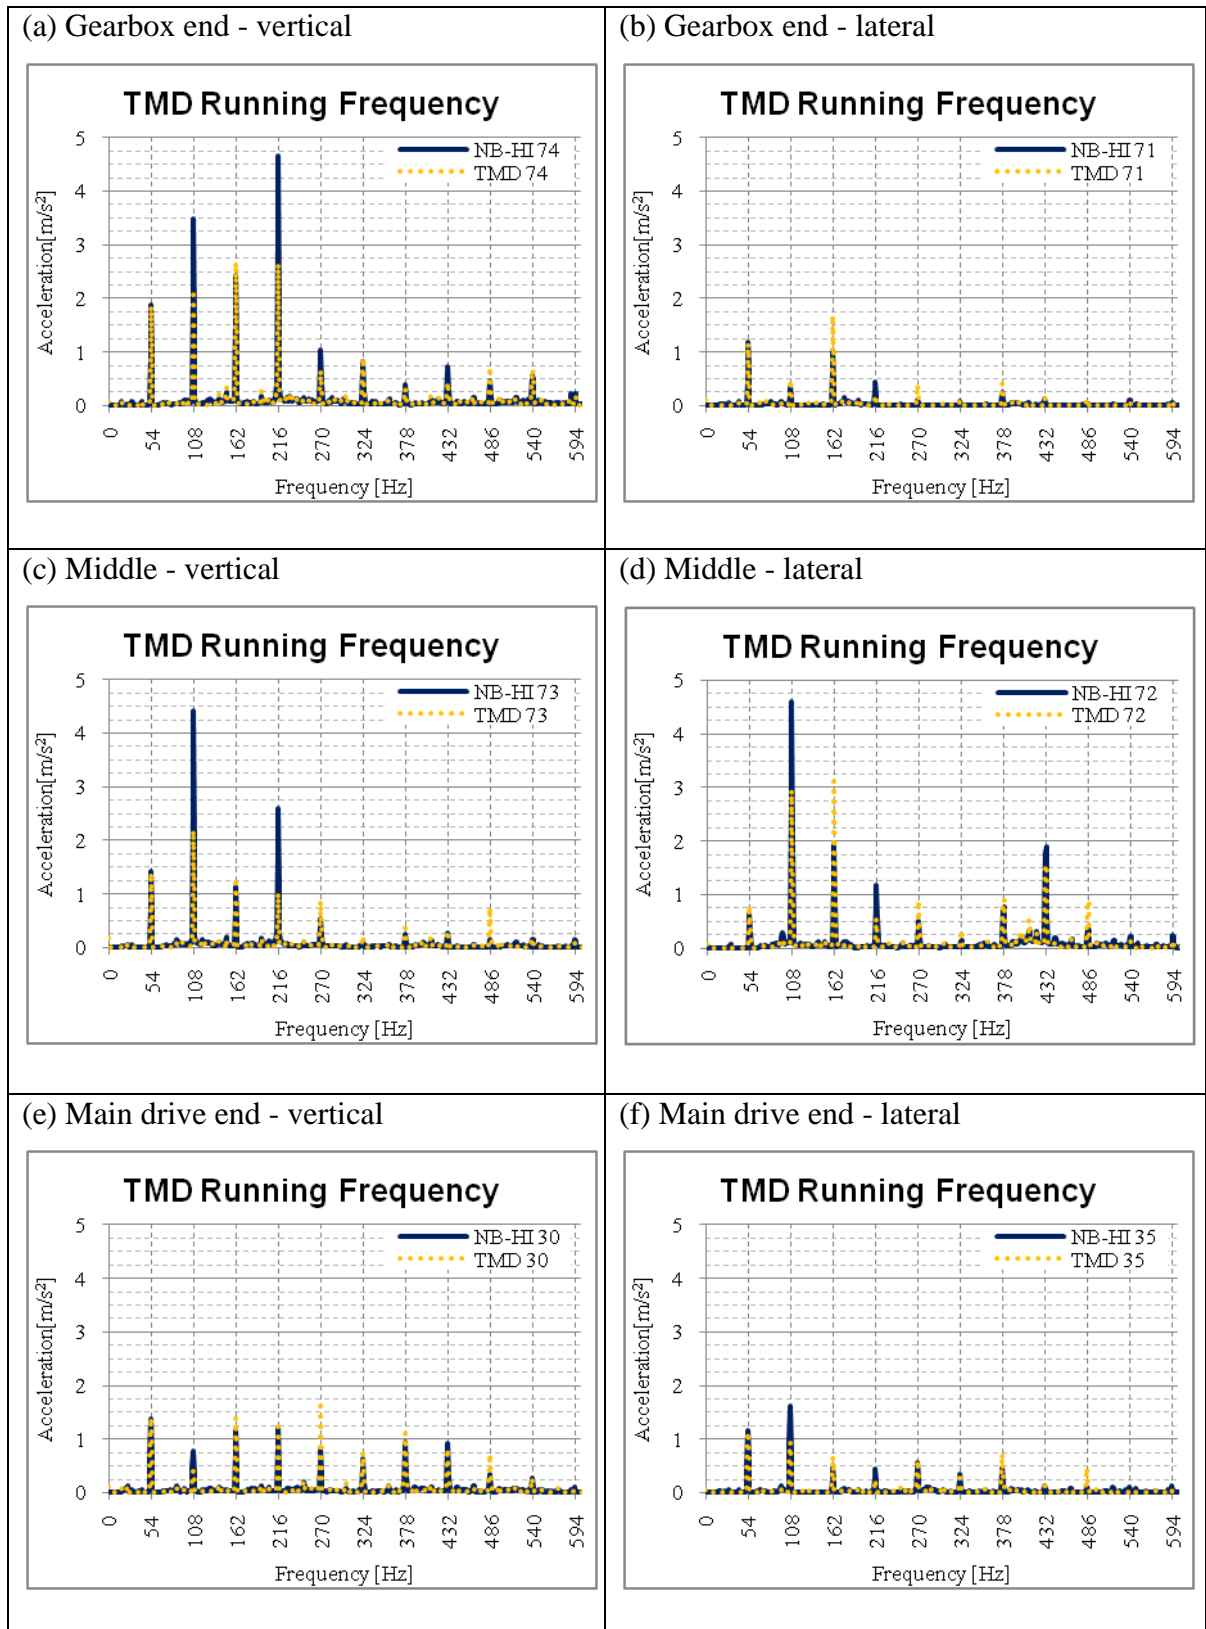 (a) Gearbox end - vertical
TMD Running Frequency
NB-HI 74
TMD 74
Acceleration[m/s²]
5
4
3
2
1
0
0 54 108 162 216 270 324 378 432 486 540 594
Frequency [Hz]
(b) Gearbox end - lateral
TMD Running Frequency
NB-HI 71
TMD 71
Acceleration[m/s²]
5
4
3
2
1
0
0 54 108 162 216 270 324 378 432 486 540 594
Frequency [Hz]
(c) Middle - vertical
TMD Running Frequency
NB-HI 73
TMD 73
Acceleration[m/s²]
5
4
3
2
1
0
0 54 108 162 216 270 324 378 432 486 540 594
Frequency [Hz]
(d) Middle - lateral
TMD Running Frequency
NB-HI 72
TMD 72
Acceleration[m/s²]
5
4
3
2
1
0
0 54 108 162 216 270 324 378 432 486 540 594
Frequency [Hz]
(e) Main drive end - vertical
TMD Running Frequency
NB-HI 30
TMD 30
Acceleration[m/s²]
5
4
3
2
1
0
0 54 108 162 216 270 324 378 432 486 540 594
Frequency [Hz]
(f) Main drive end - lateral
TMD Running Frequency
NB-HI 35
TMD 35
Acceleration[m/s²]
5
4
3
2
1
0
0 54 108 162 216 270 324 378 432 486 540 594
Frequency [Hz]